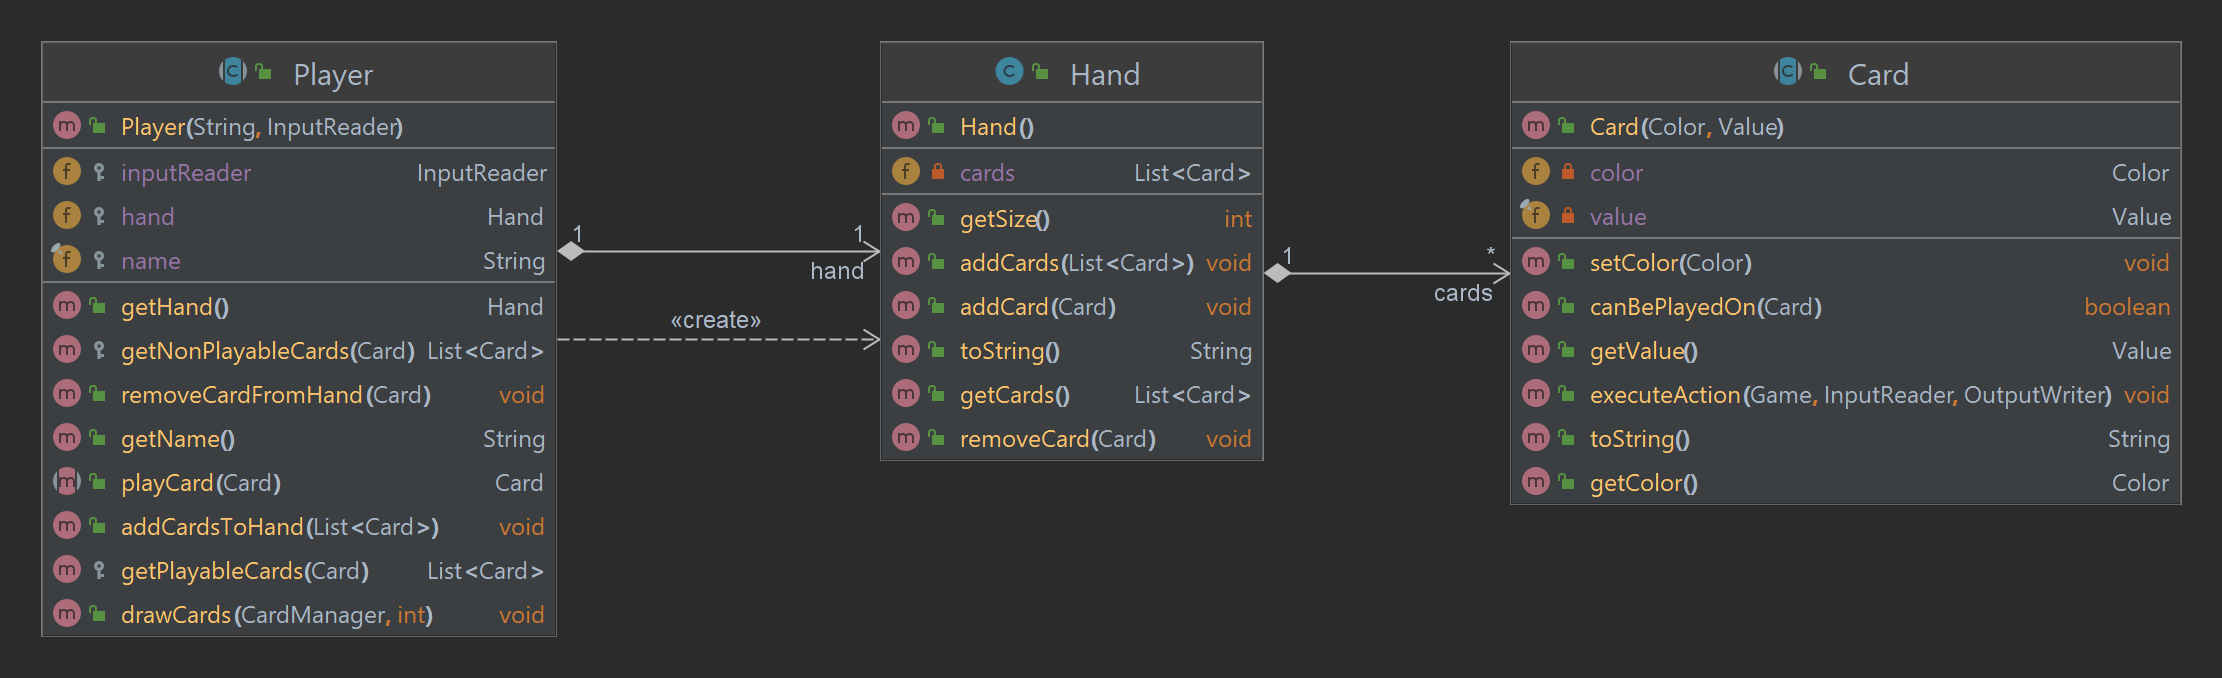 Player
Player(String, InputReader)
inputReader InputReader
hand Hand
name String
getHand() Hand
getNonPlayableCards(Card) List<Card>
removeCardFromHand(Card) void
getName() String
playCard(Card) Card
addCardsToHand(List<Card>) void
getPlayableCards(Card) List<Card>
drawCards(CardManager, int) void
1 1
hand
«create»
Hand
Hand()
cards List<Card>
getSize() int
addCards(List<Card>) void
addCard(Card) void
toString() String
getCards() List<Card>
removeCard(Card) void
1 *
cards
Card
Card(Color, Value)
color Color
value Value
setColor(Color) void
canBePlayedOn(Card) boolean
getValue() Value
executeAction(Game, InputReader, OutputWriter) void
toString() String
getColor() Color